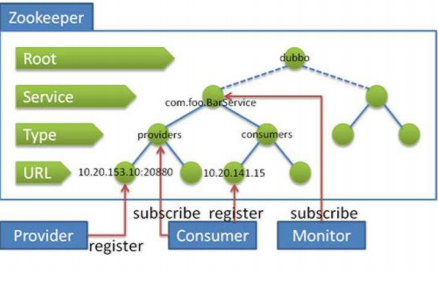 Zookeeper
Root
dubbo
Service
com.foo.BarService
Type
providers
consumers
URL
10.20.153.10:20880
10.20.141.15
subscribe
register
subscribe
Provider
register
Consumer
Monitor